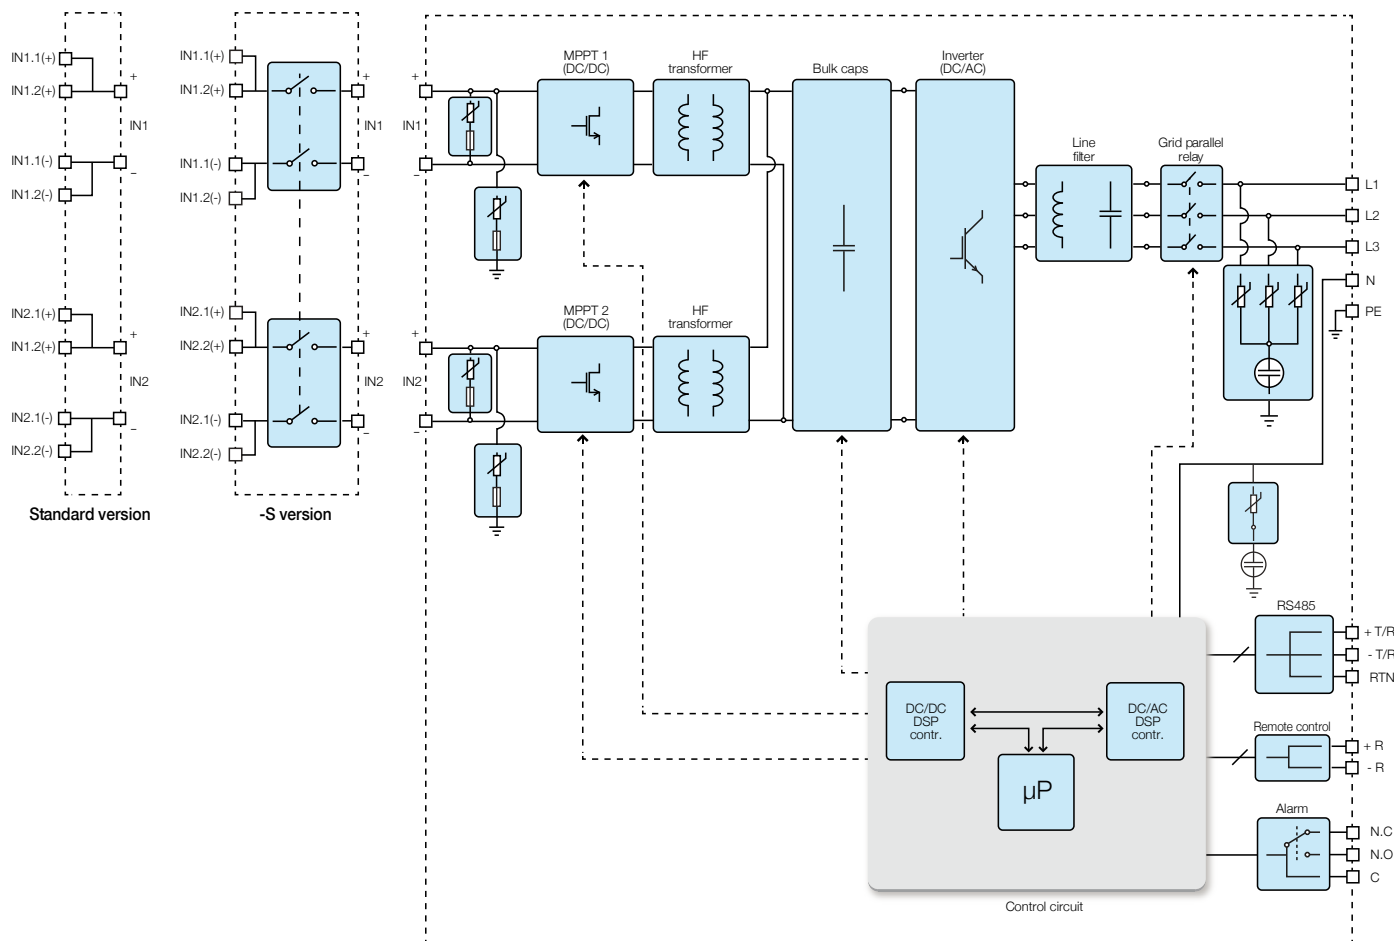 IN1.1(+)
IN1.2(+)
+
IN1
IN1.1(-)
IN1.2(-)
–
IN2.1(+)
IN1.2(+)
+
IN2
IN2.1(-)
IN2.2(-)
–
Standard version
IN1.1(+)
IN1.2(+)
+
IN1
IN1.1(-)
IN1.2(-)
–
IN2.1(+)
IN2.2(+)
+
IN2
IN2.1(-)
IN2.2(-)
–
-S version
+
IN1
–
+
IN2
–
MPPT 1
(DC/DC)
HF
transformer
Bulk caps
Inverter
(DC/AC)
Line
filter
Grid parallel
relay
L1
L2
L3
N
PE
MPPT 2
(DC/DC)
HF
transformer
RS485
+ T/R
- T/R
RTN
DC/DC
DSP
contr.
DC/AC
DSP
contr.
µP
Remote control
+ R
- R
Alarm
N.C
N.O
C
Control circuit